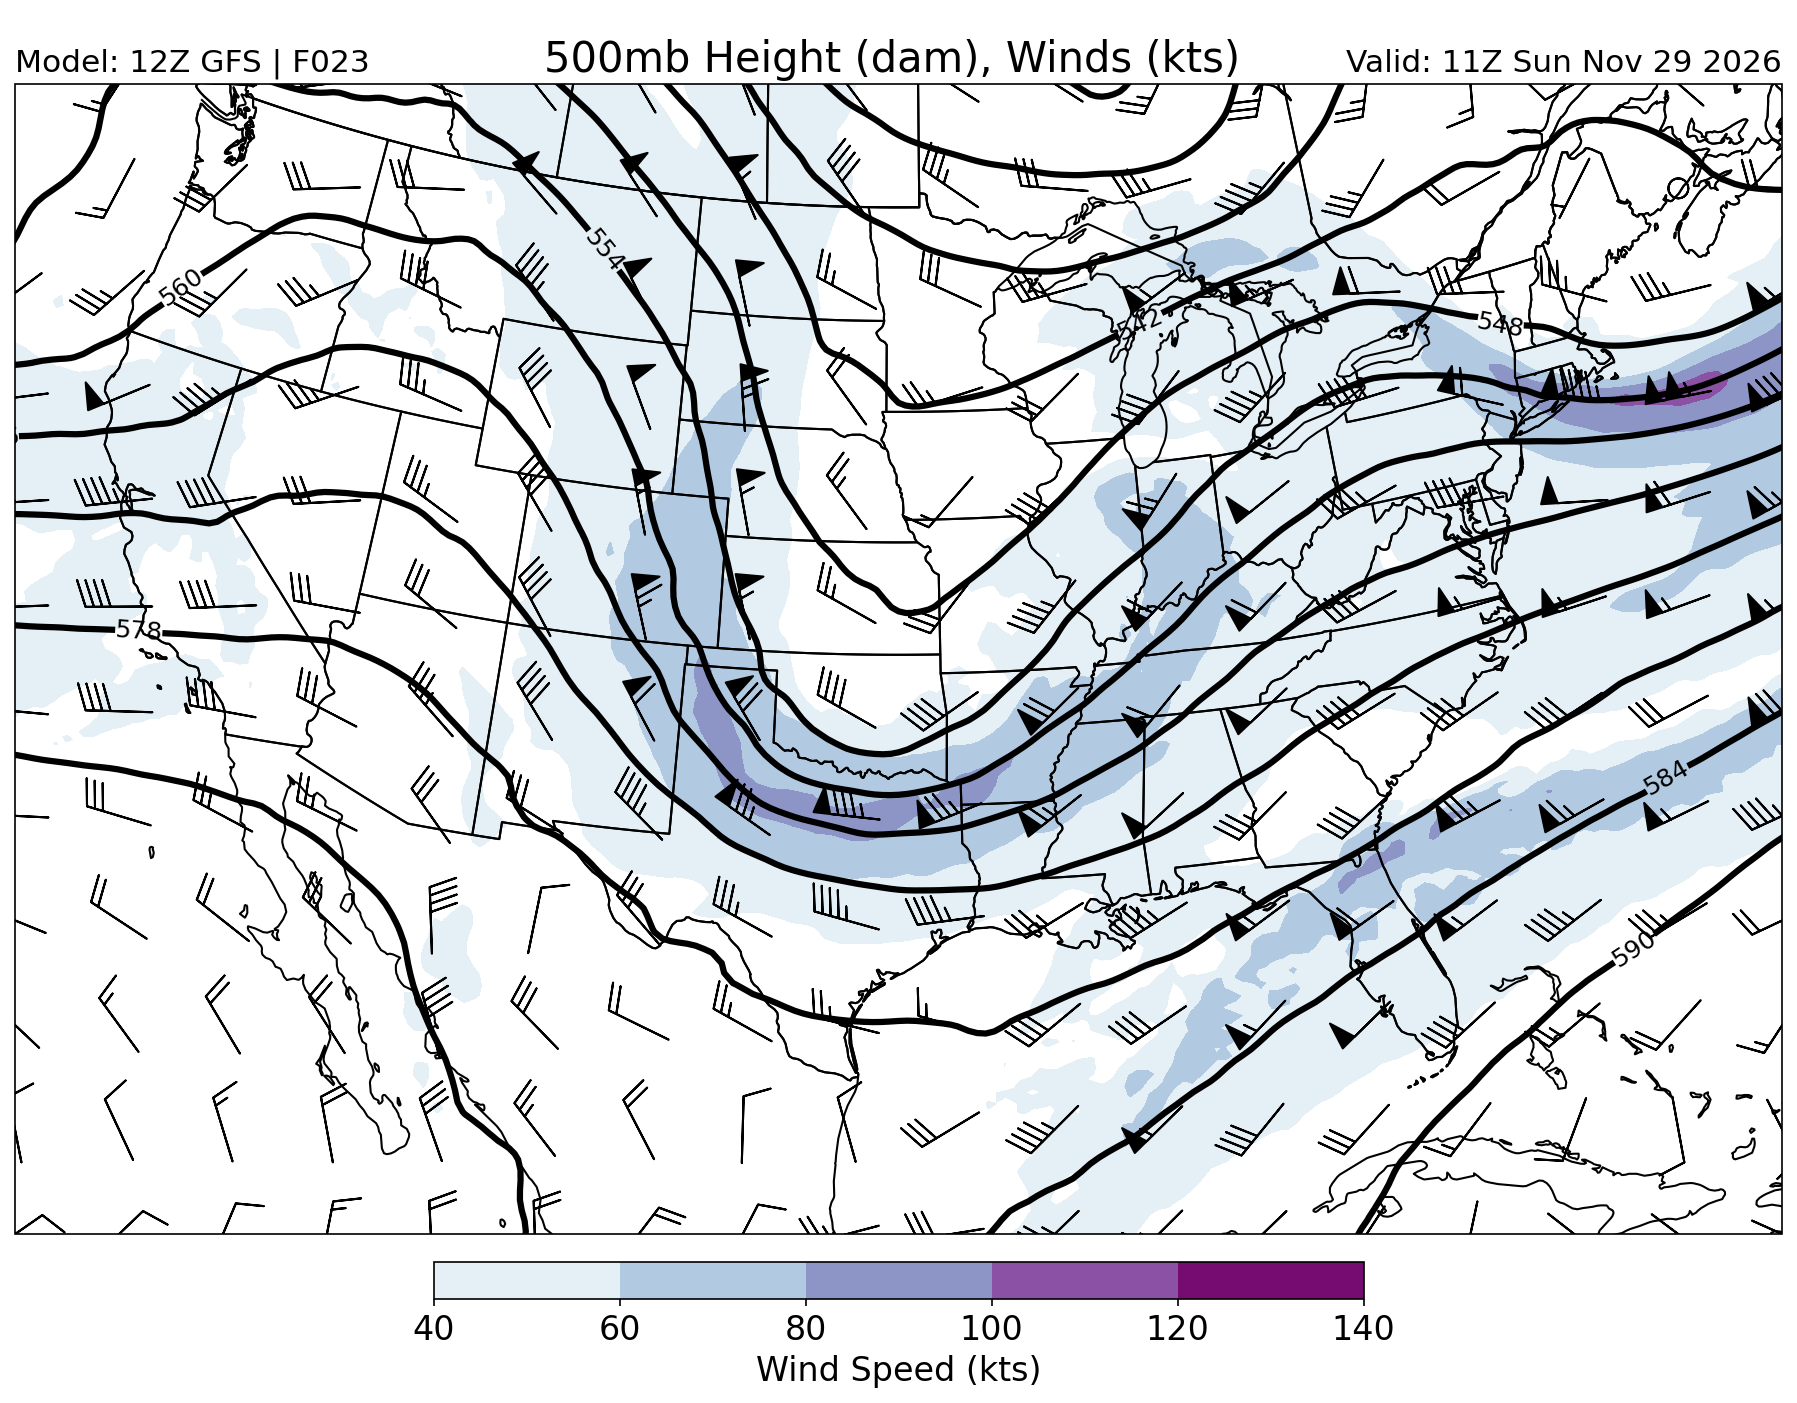 Model: 12Z GFS | F023
500mb Height (dam), Winds (kts)
Valid: 11Z Sun Nov 29 2026
554
560
542
548
578
584
590
40 60 80 100 120 140
Wind Speed (kts)